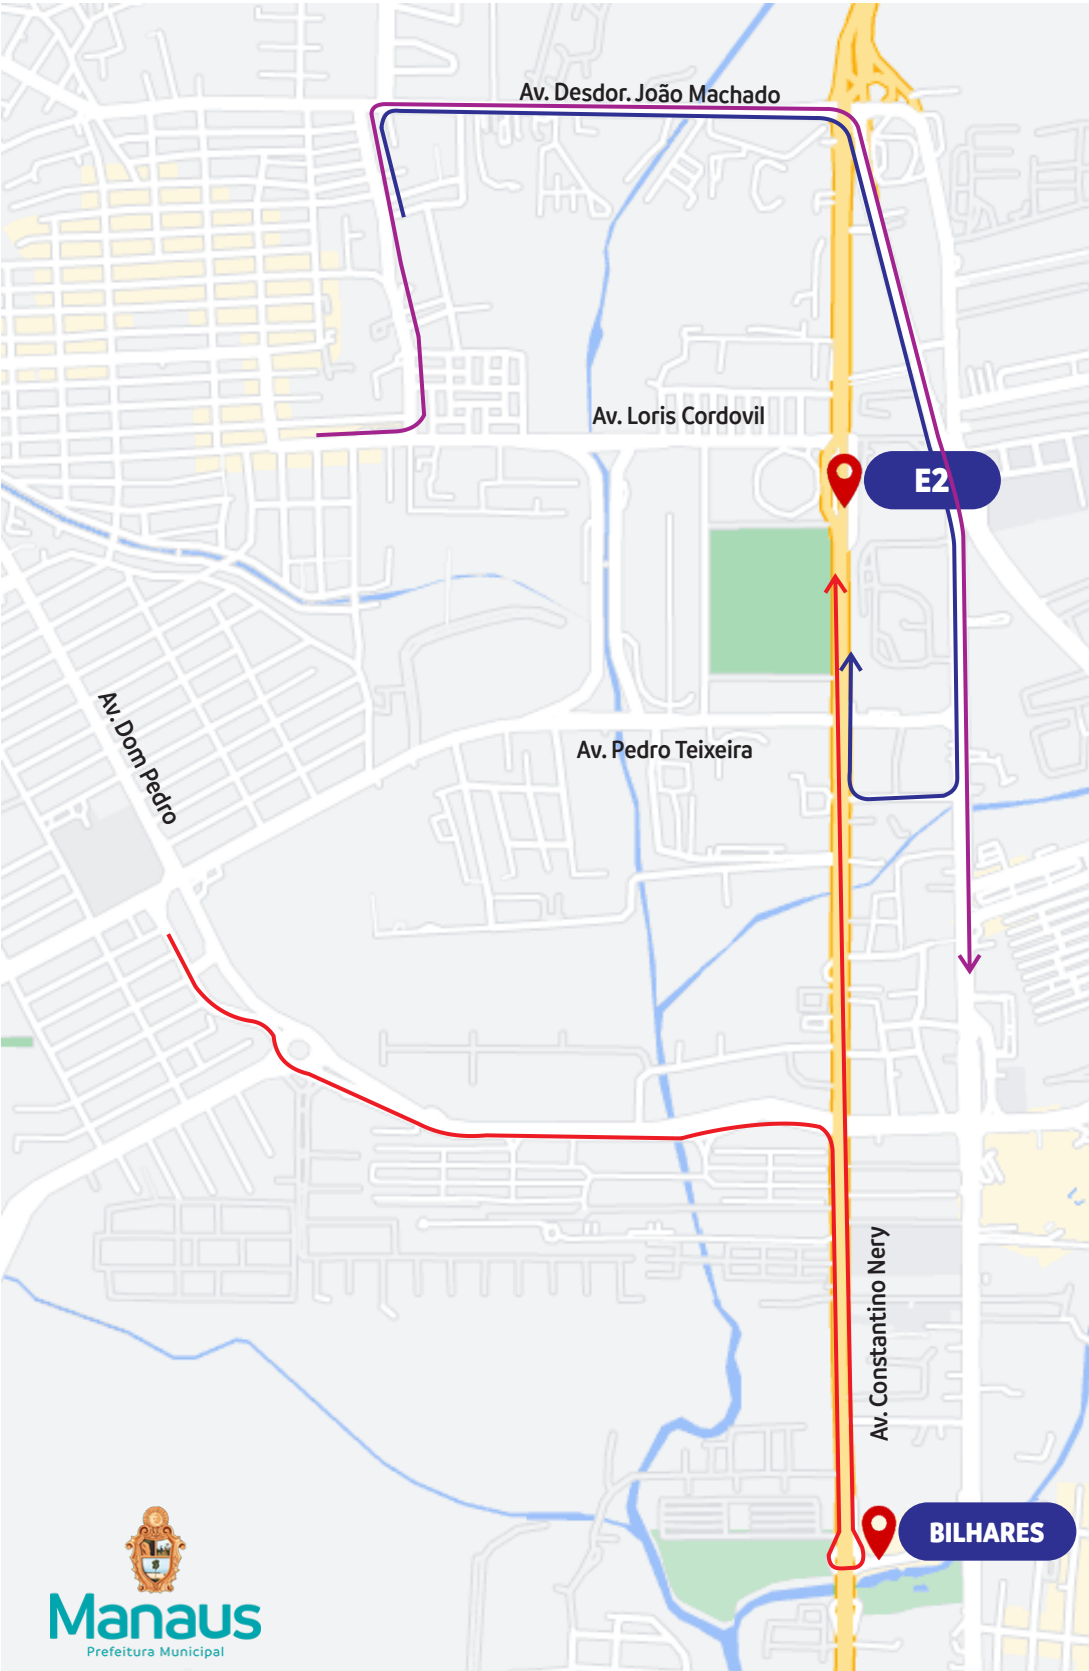 Av. Desdor. João Machado
Av. Loris Cordovil
E2
Av. Dom Pedro
Av. Pedro Teixeira
Av. Constantino Nery
BILHARES
Manaus
Prefeitura Municipal